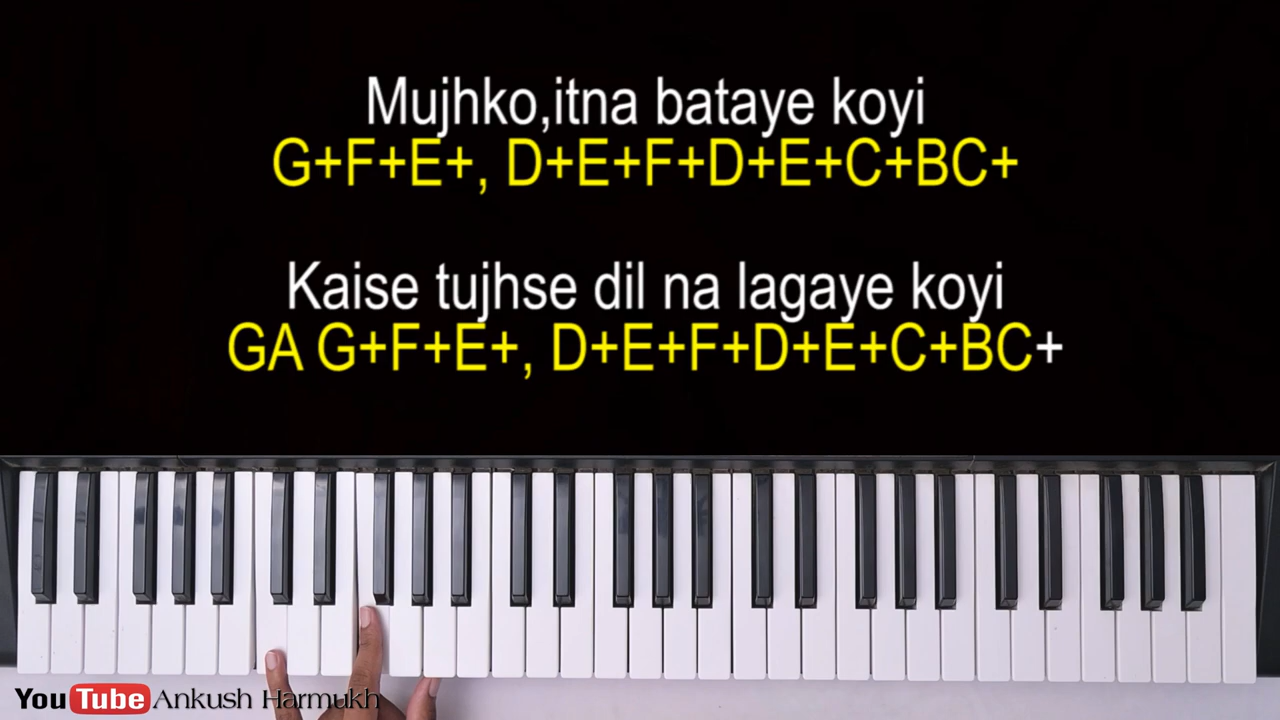 Mujhko,itna bataye koyi
G+F+E+, D+E+F+D+E+C+BC+
Kaise tujhse dil na lagaye koyi
GA G+F+E+, D+E+F+D+E+C+BC+
YouTube Ankush Harmukh